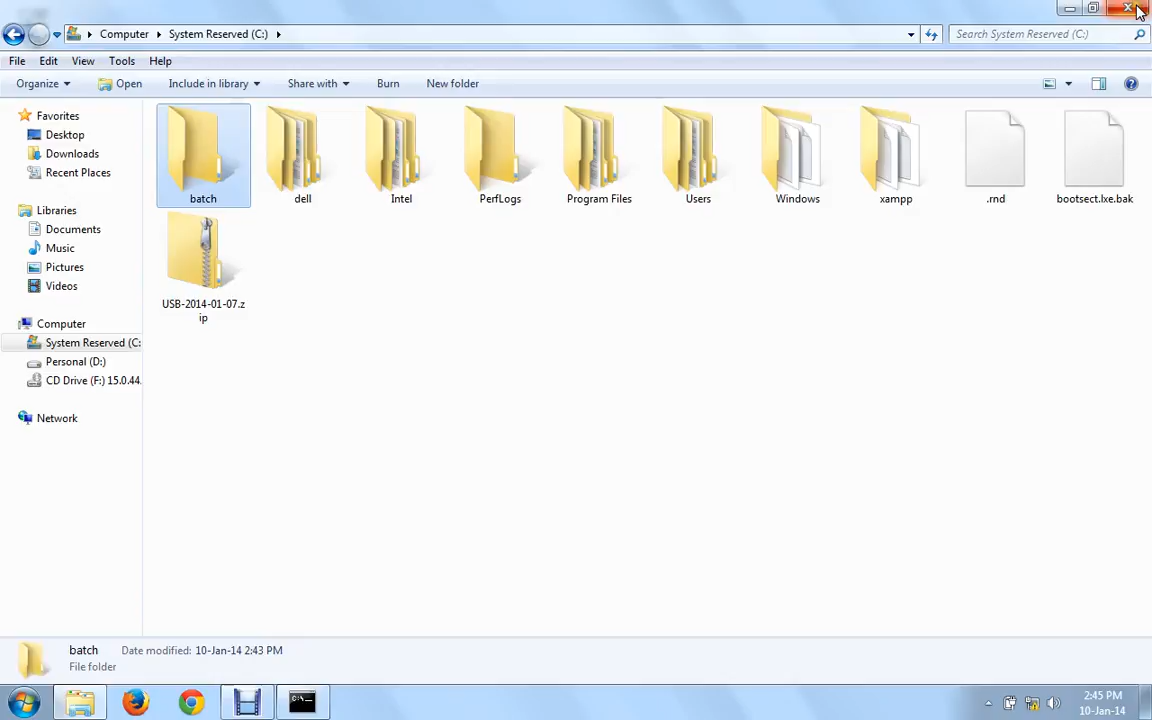 Computer
System Reserved (C:)
Search System Reserved (C:)
File Edit View Tools Help
Organize Open Include in library Share with Burn New folder
Favorites
Desktop
Downloads
Recent Places
Libraries
Documents
Music
Pictures
Videos
Computer
System Reserved (C:
Personal (D:)
CD Drive (F:) 15.0.44.
Network
batch dell Intel PerfLogs Program Files Users Windows xampp .rnd bootsect.lxe.bak
USB-2014-01-07.z
ip
batch Date modified: 10-Jan-14 2:43 PM
File folder
C:\.
2:45 PM
10-Jan-14